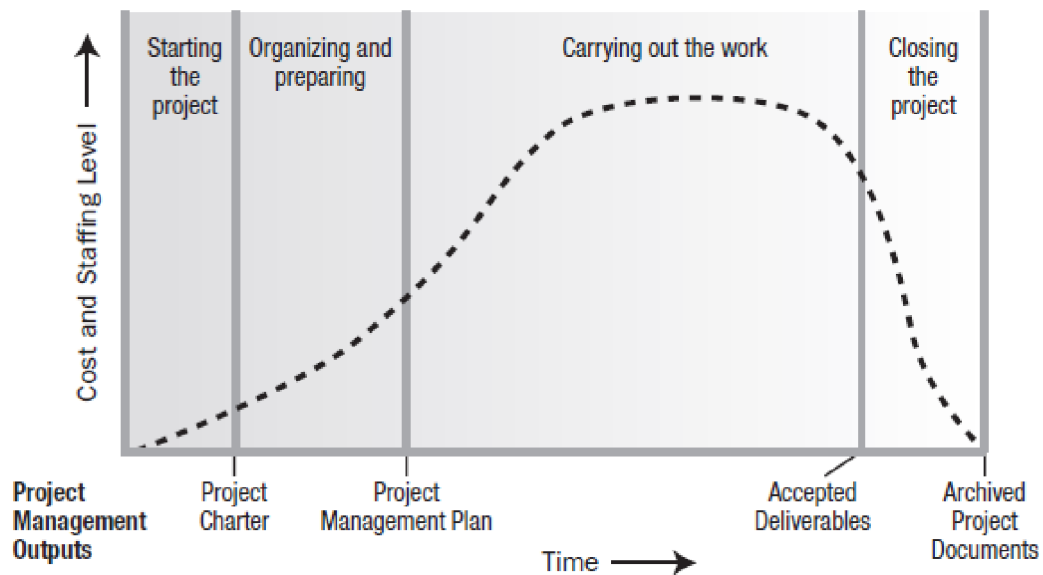 Starting
the
project
Organizing and
preparing
Carrying out the work
Closing
the
project
Cost and Staffing Level
Project
Management
Outputs
Project
Charter
Project
Management Plan
Accepted
Deliverables
Archived
Project
Documents
Time